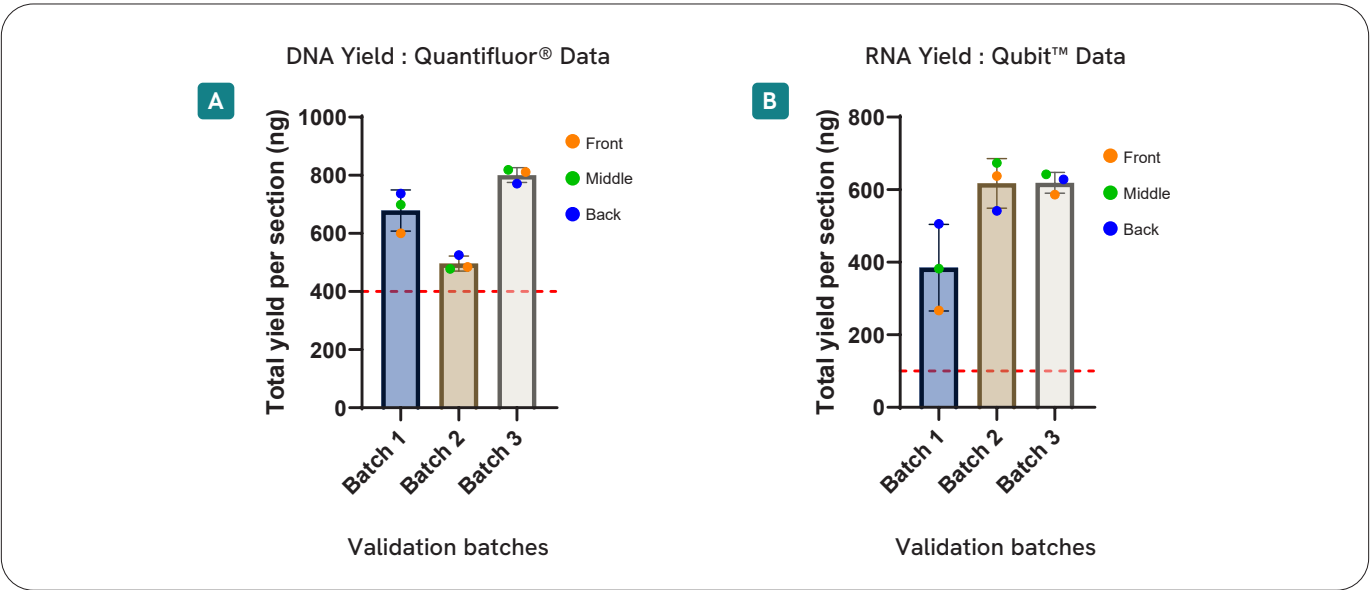 DNA Yield : Quantifluor® Data
A
Total yield per section (ng)
1000
800
600
400
200
0
Front
Middle
Back
Batch 1
Batch 2
Batch 3
Validation batches
RNA Yield : Qubit™ Data
B
Total yield per section (ng)
800
600
400
200
0
Front
Middle
Back
Batch 1
Batch 2
Batch 3
Validation batches